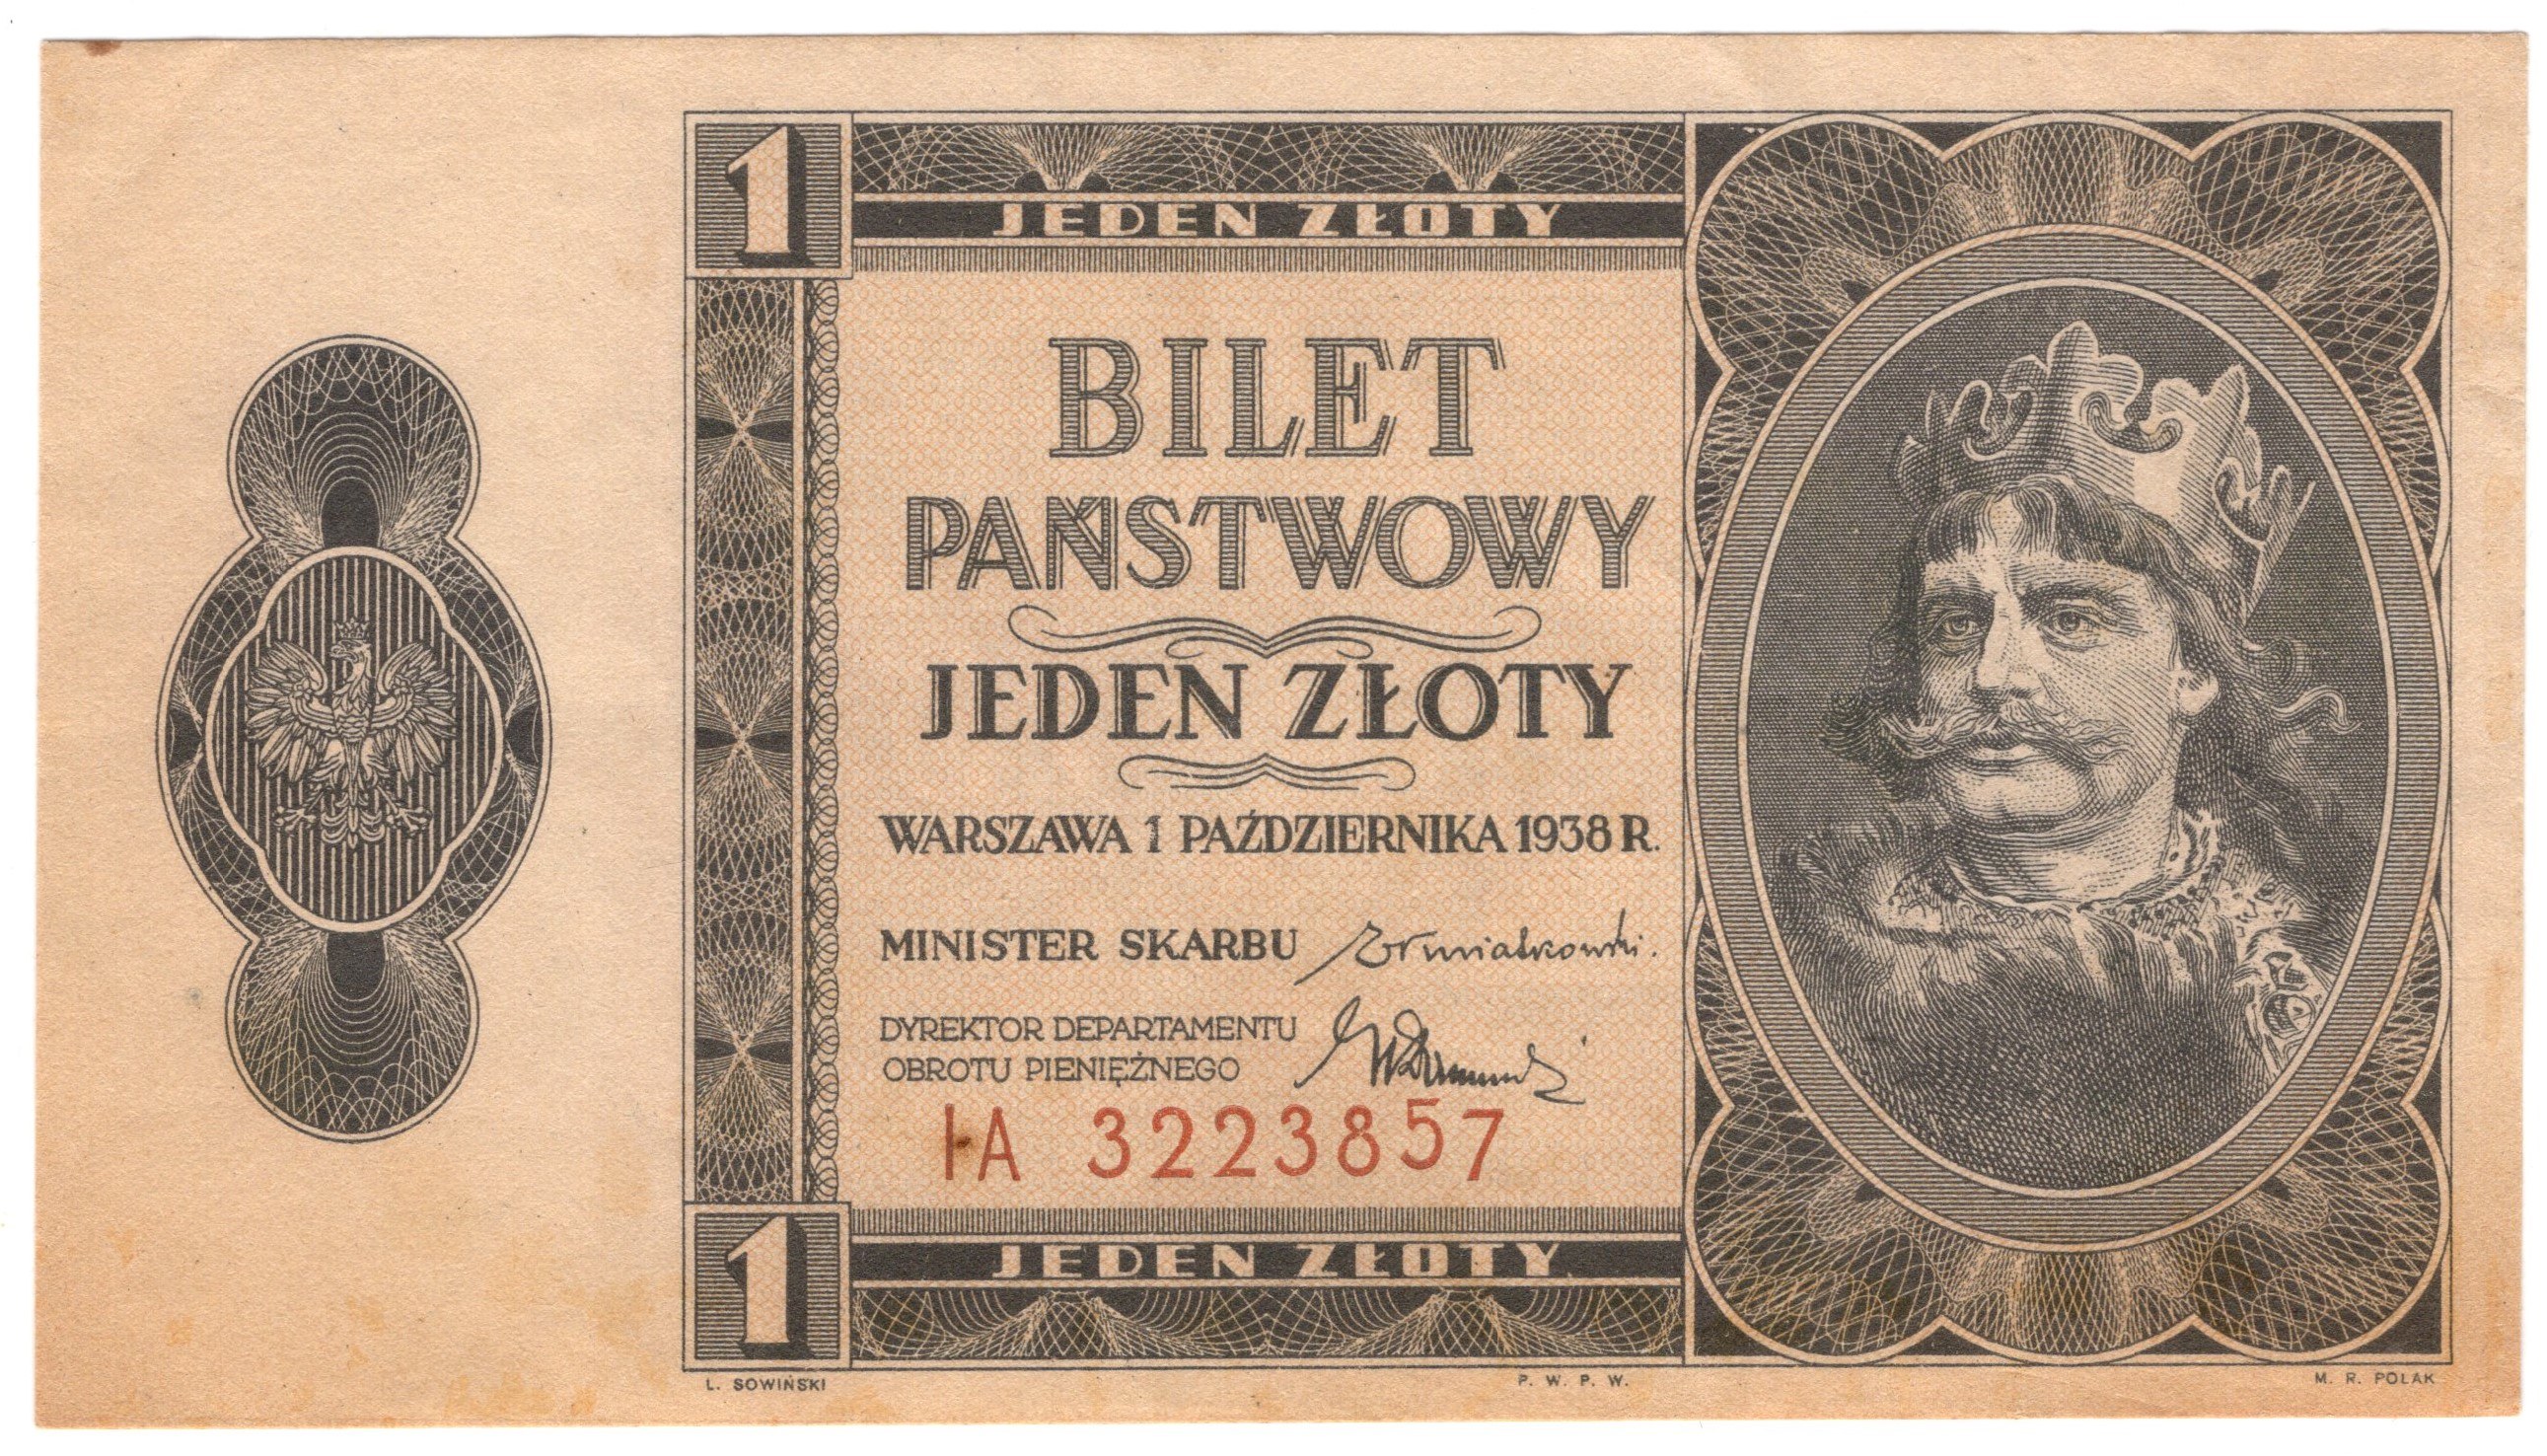 1
JEDEN ZŁOTY
BILET
PAŃSTWOWY
JEDEN ZŁOTY
WARSZAWA 1 PAŹDZIERNIKA 1938 R.
MINISTER SKARBU
DYREKTOR DEPARTAMENTU
OBROTU PIENIĘŻNEGO
IA 3223857
1
JEDEN ZŁOTY
L. SOWIŃSKI P. W. P. W. M. R. POLAK